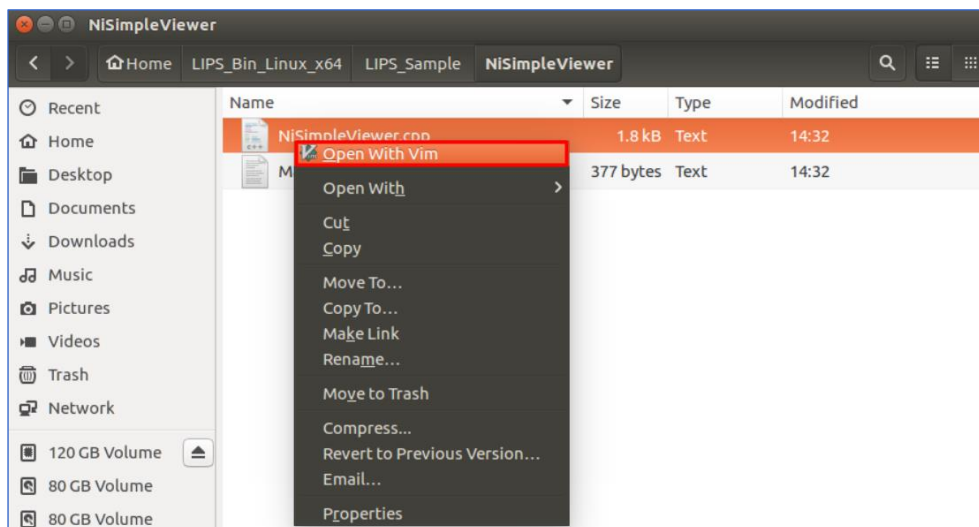 NiSimpleViewer
Home LIPS_Bin_Linux_x64 LIPS_Sample NiSimpleViewer
Name Size Type Modified
Recent
Home
Desktop
Documents
Downloads
Music
Pictures
Videos
Trash
Network
120 GB Volume
80 GB Volume
80 GB Volume
NiSimpleViewer.cpp 1.8 kB Text 14:32
M 377 bytes Text 14:32
Open With Vim
Open With
Cut
Copy
Move To...
Copy To...
Make Link
Rename...
Move to Trash
Compress...
Revert to Previous Version...
Email...
Properties